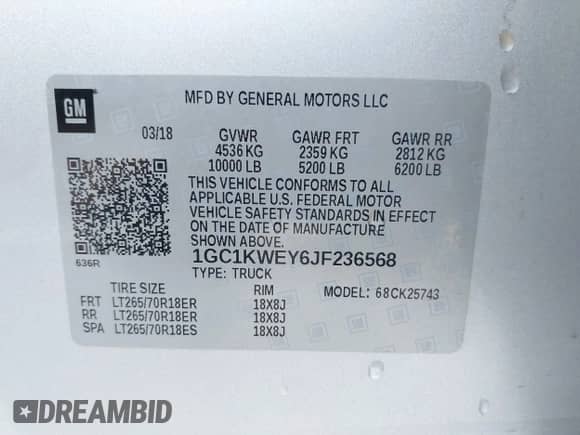 GM
MFD BY GENERAL MOTORS LLC
03/18 GVWR GAWR FRT GAWR RR
4536 KG 2359 KG 2812 KG
10000 LB 5200 LB 6200 LB
THIS VEHICLE CONFORMS TO ALL
APPLICABLE U.S. FEDERAL MOTOR
VEHICLE SAFETY STANDARDS IN EFFECT
ON THE DATE OF MANUFACTURE
SHOWN ABOVE.
636R
1GC1KWEY6JF236568
TYPE: TRUCK
TIRE SIZE RIM MODEL: 68CK25743
FRT LT265/70R18ER 18X8J
RR LT265/70R18ER 18X8J
SPA LT265/70R18ES 18X8J
#DREAMBID